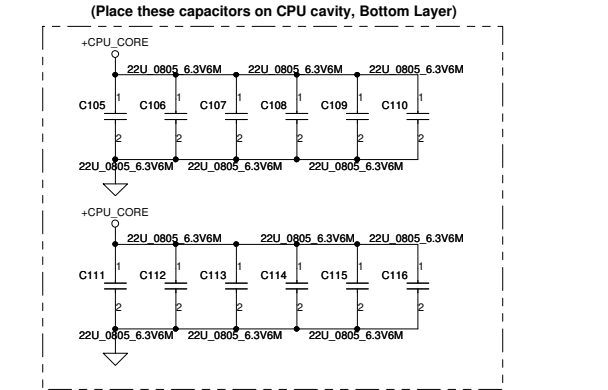 (Place these capacitors on CPU cavity, Bottom Layer)
+CPU_CORE
22U_0805_6.3V6M 22U_0805_6.3V6M 22U_0805_6.3V6M
1 1 1 1 1 1
C105 C106 C107 C108 C109 C110
2 2 2 2 2 2
22U_0805_6.3V6M 22U_0805_6.3V6M 22U_0805_6.3V6M
+CPU_CORE
22U_0805_6.3V6M 22U_0805_6.3V6M 22U_0805_6.3V6M
1 1 1 1 1 1
C111 C112 C113 C114 C115 C116
2 2 2 2 2 2
22U_0805_6.3V6M 22U_0805_6.3V6M 22U_0805_6.3V6M